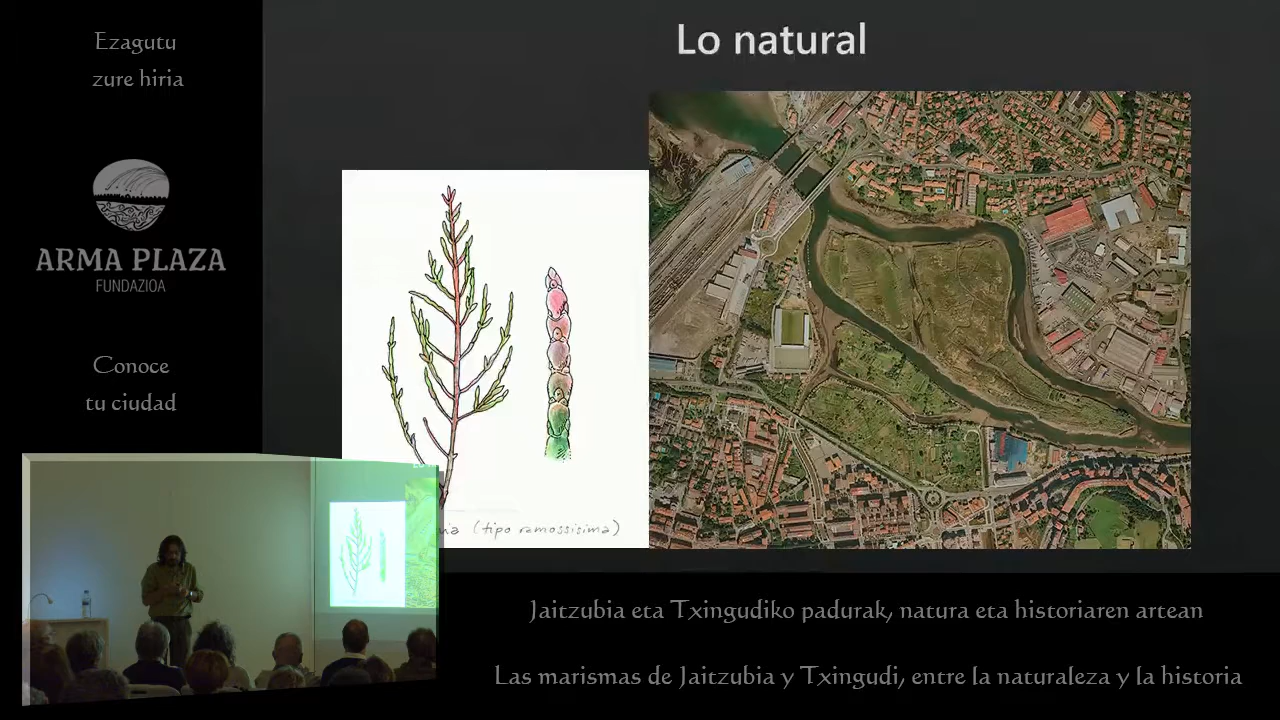 Ezagutu
zure hiria
ARMA PLAZA
FUNDAZIOA
Conoce
tu ciudad
Lo natural
(tipo ramossisima)
Jaitzubia eta Txingudiko padurak, natura eta historiaren artean
Las marismas de Jaitzubia y Txingudi, entre la naturaleza y la historia